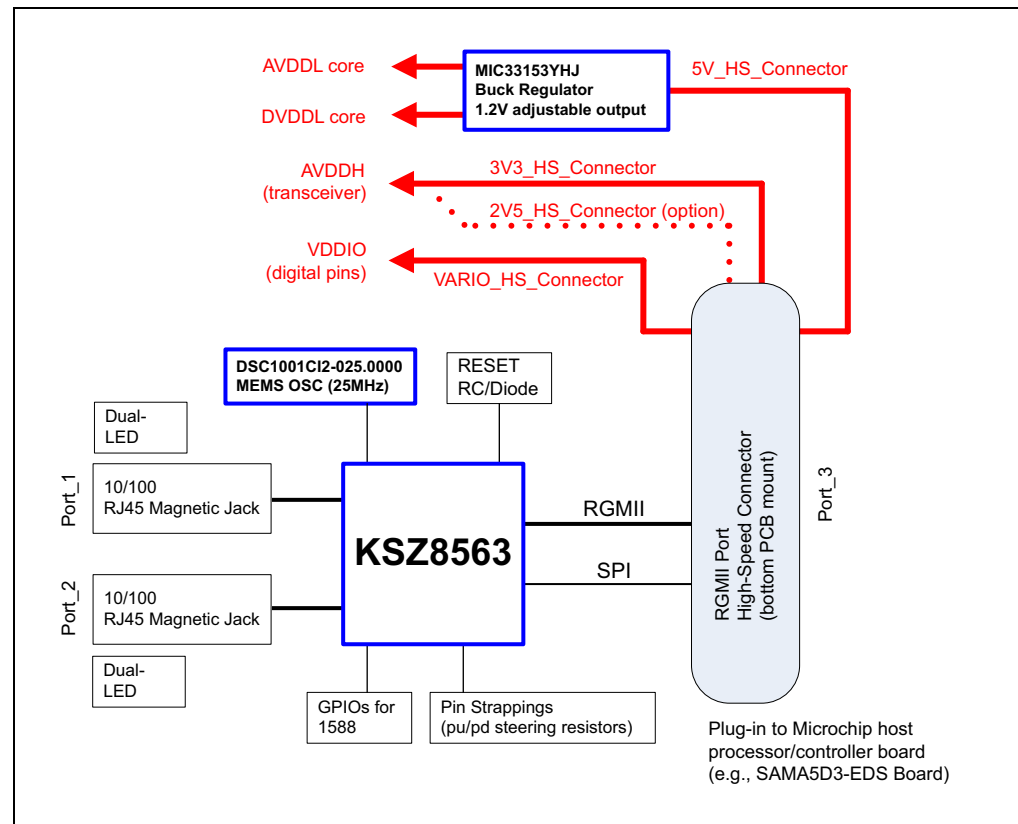 AVDDL core
MIC33153YHJ
Buck Regulator
1.2V adjustable output
5V_HS_Connector
DVDDL core
AVDDH
(transceiver)
3V3_HS_Connector
2V5_HS_Connector (option)
VDDIO
(digital pins)
VARIO_HS_Connector
DSC1001CI2-025.0000
MEMS OSC (25MHz)
RESET
RC/Diode
Dual-
LED
Port_1
10/100
RJ45 Magnetic Jack
KSZ8563
RGMII
SPI
RGMII Port
High-Speed Connector
(bottom PCB mount)
Port_3
Port_2
10/100
RJ45 Magnetic Jack
Dual-
LED
GPIOs for
1588
Pin Strappings
(pu/pd steering resistors)
Plug-in to Microchip host
processor/controller board
(e.g., SAMA5D3-EDS Board)